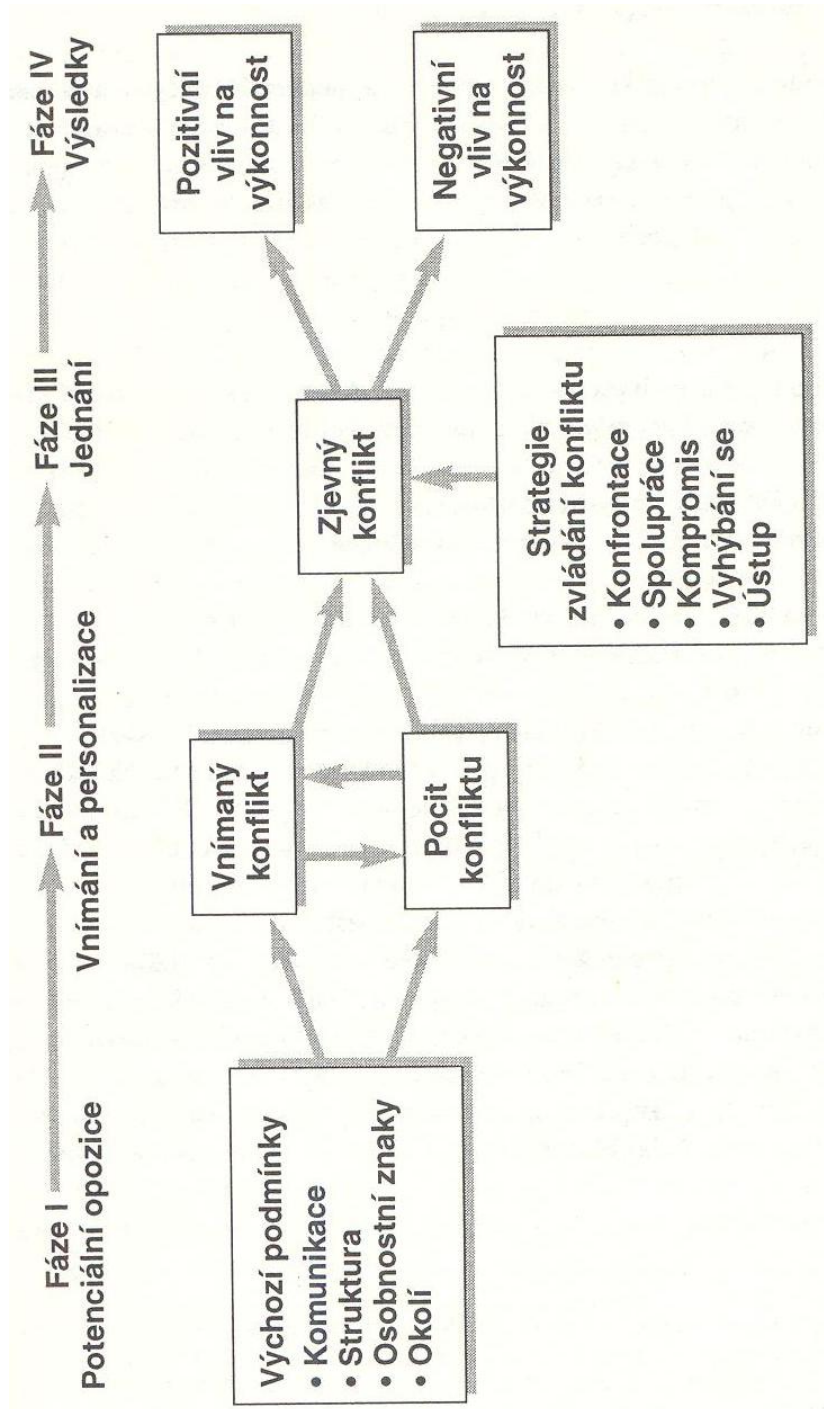 Fáze I
Potenciální opozice
Fáze II
Vnímání a personalizace
Fáze III
Jednání
Fáze IV
Výsledky
Výchozí podmínky
• Komunikace
• Struktura
• Osobnostní znaky
• Okolí
Vnímaný
konflikt
Pocit
konfliktu
Zjevný
konflikt
Strategie
zvládání konfliktu
• Konfrontace
• Spolupráce
• Kompromis
• Vyhýbání se
• Ústup
Pozitivní
vliv na
výkonnost
Negativní
vliv na
výkonnost